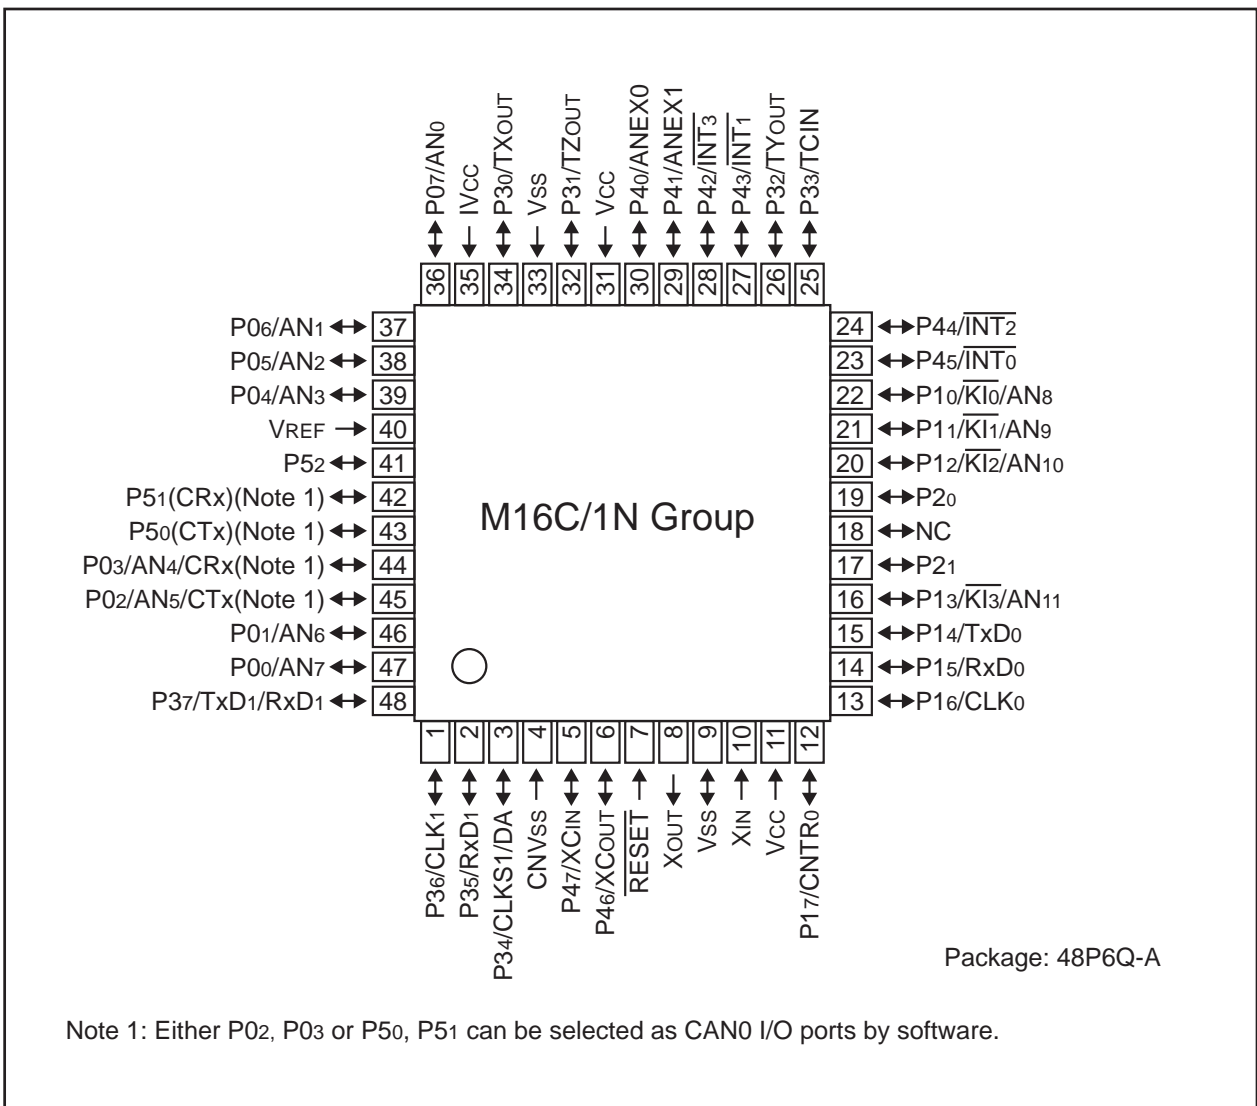 P07/AN0
IVCC
P30/TXOUT
VSS
P31/TZOUT
VCC
P40/ANEX0
P41/ANEX1
P42/INT3
P43/INT1
P32/TYOUT
P33/TCIN
36 35 34 33 32 31 30 29 28 27 26 25
P06/AN1 37
P05/AN2 38
P04/AN3 39
VREF 40
P52 41
P51(CRx)(Note 1) 42
P50(CTx)(Note 1) 43
P03/AN4/CRx(Note 1) 44
P02/AN5/CTx(Note 1) 45
P01/AN6 46
P00/AN7 47
P37/TxD1/RxD1 48
M16C/1N Group
24 P44/INT2
23 P45/INT0
22 P10/KI0/AN8
21 P11/KI1/AN9
20 P12/KI2/AN10
19 P20
18 NC
17 P21
16 P13/KI3/AN11
15 P14/TxD0
14 P15/RxD0
13 P16/CLK0
1 2 3 4 5 6 7 8 9 10 11 12
P36/CLK1
P35/RxD1
P34/CLKS1/DA
CNVSS
P47/XCIN
P46/XCOUT
RESET
XOUT
VSS
XIN
VCC
P17/CNTR0
Package: 48P6Q-A
Note 1: Either P02, P03 or P50, P51 can be selected as CAN0 I/O ports by software.